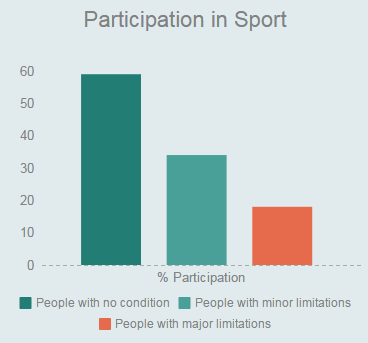 Participation in Sport
60
50
40
30
20
10
0
% Participation
People with no condition People with minor limitations
People with major limitations